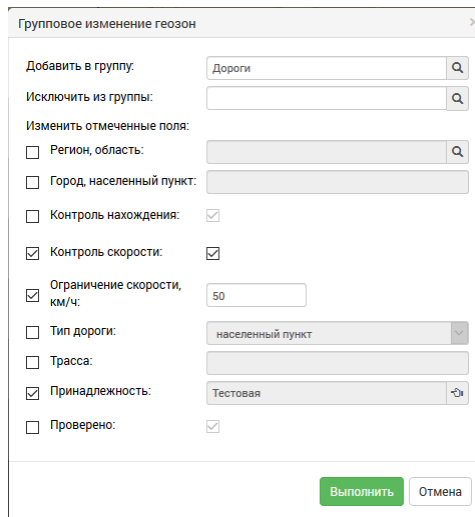 Групповое изменение геозон
Добавить в группу: Дороги
Исключить из группы:
Изменить отмеченные поля:
Регион, область:
Город, населенный пункт:
Контроль нахождения:
Контроль скорости:
Ограничение скорости,
км/ч: 50
Тип дороги: населенный пункт
Трасса:
Принадлежность: Тестовая
Проверено:
Выполнить Отмена